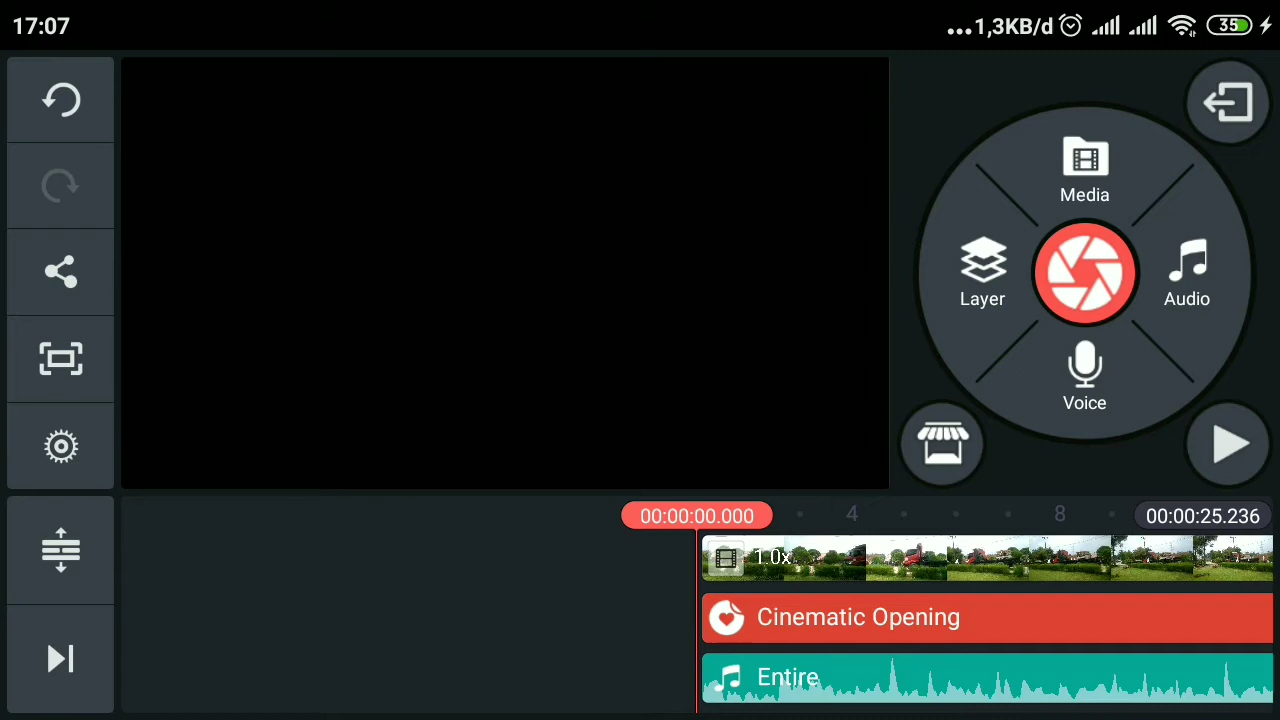 17:07
...1,3KB/d
35
Media
Layer
Audio
Voice
00:00:00.000
4
8
00:00:25.236
1.0x
Cinematic Opening
Entire